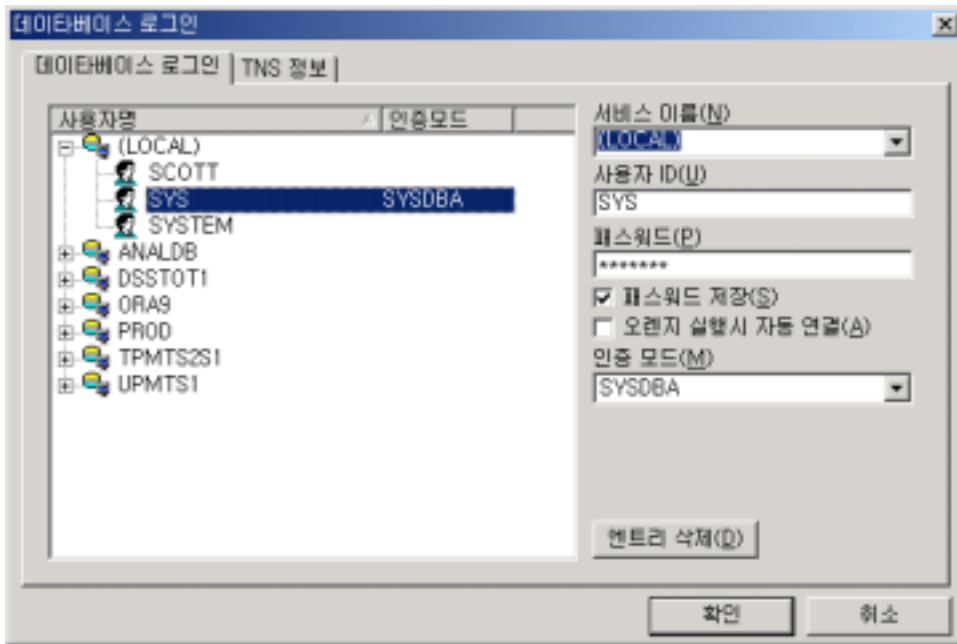 데이타베이스 로그인
데이타베이스 로그인 TNS 정보
사용자명 인증모드
(LOCAL)
SCOTT
SYS SYSDBA
SYSTEM
ANALDB
DSSTOT1
ORA9
PROD
TPMTS2S1
UPMTS1
서비스 이름(N)
(LOCAL)
사용자 ID(U)
SYS
패스워드(P)
*******
패스워드 저장(S)
오렌지 실행시 자동 연결(A)
인증 모드(M)
SYSDBA
엔트리 삭제(D)
확인 취소